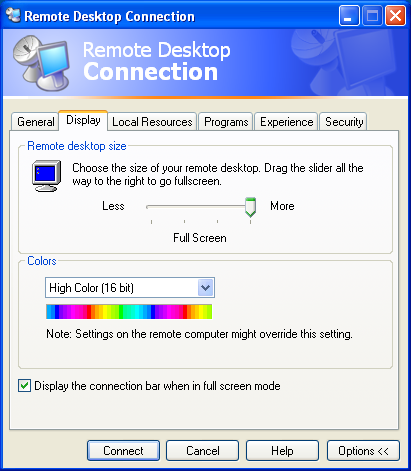 Remote Desktop Connection
Remote Desktop
Connection
General Display Local Resources Programs Experience Security
Remote desktop size
Choose the size of your remote desktop. Drag the slider all the
way to the right to go fullscreen.
Less More
Full Screen
Colors
High Color (16 bit)
Note: Settings on the remote computer might override this setting.
Display the connection bar when in full screen mode
Connect Cancel Help Options <<